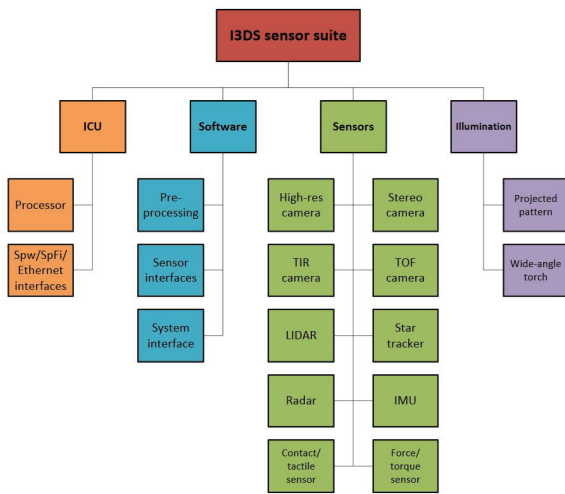 I3DS sensor suite
ICU
Software
Sensors
Illumination
Processor
Spw/SpFi/
Ethernet
interfaces
Pre-
processing
Sensor
interfaces
System
interface
High-res
camera
Stereo
camera
TIR
camera
TOF
camera
LIDAR
Star
tracker
Radar
IMU
Contact/
tactile
sensor
Force/
torque
sensor
Projected
pattern
Wide-angle
torch